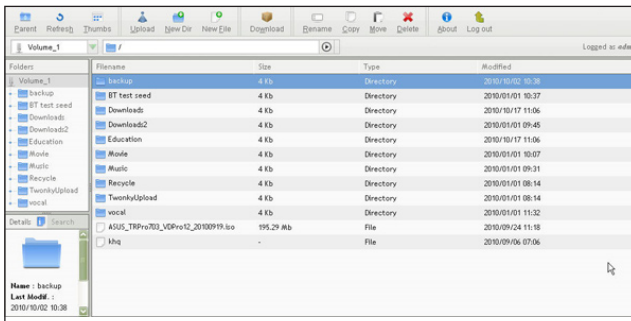 Parent Refresh Thumbs Upload New Dir New File Download Rename Copy Move Delete About Log out
Volume_1 / Logged as
Folders Filename Size Type Modified
Volume_1
backup
BT test seed
Downloads
Downloads2
Education
Movie
Music
Recycle
TwonkyUpload
vocal
backup 4 Kb Directory 2010/10/02 10:38
BT test seed 4 Kb Directory 2010/01/01 10:37
Downloads 4 Kb Directory 2010/10/17 11:06
Downloads2 4 Kb Directory 2010/01/01 09:45
Education 4 Kb Directory 2010/10/17 11:06
Movie 4 Kb Directory 2010/01/01 10:07
Music 4 Kb Directory 2010/01/01 09:31
Recycle 4 Kb Directory 2010/01/01 08:14
TwonkyUpload 4 Kb Directory 2010/01/01 08:14
vocal 4 Kb Directory 2010/01/01 11:32
ASUS_TRPro703_VDPro12_20100919.iso 195.29 Mb File 2010/09/24 11:18
khq - File 2010/09/06 07:06
Details Search
Name : backup
Last Modif. :
2010/10/02 10:38